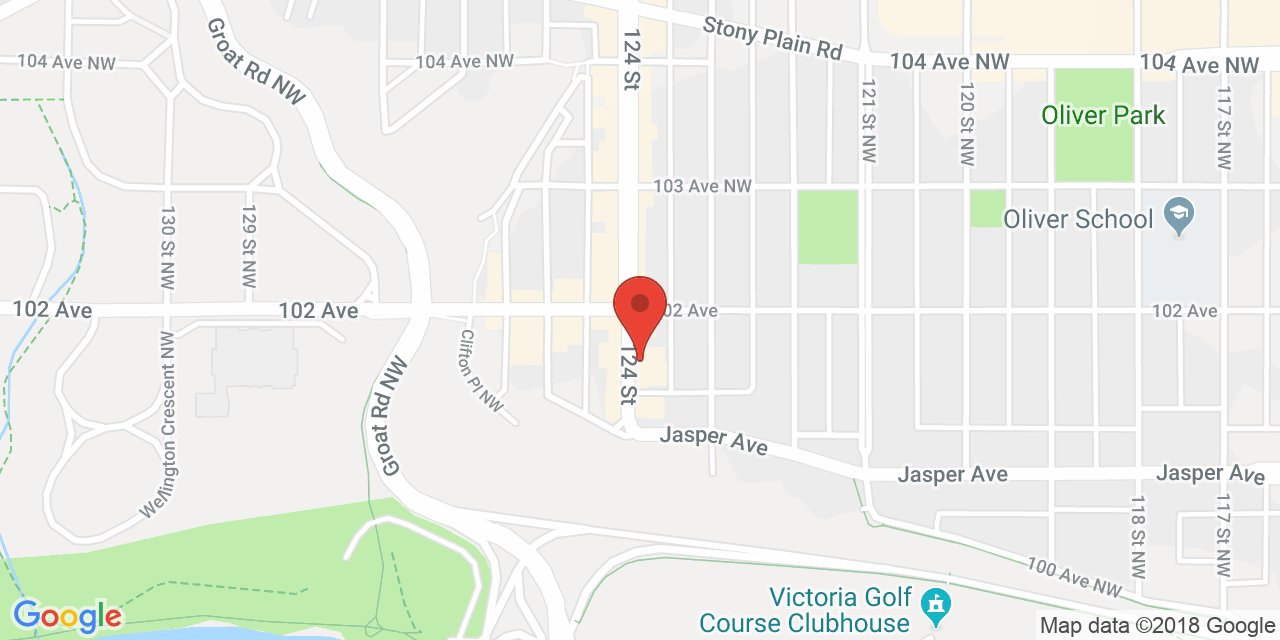 Groat Rd NW
124 St
Stony Plain Rd
104 Ave NW
104 Ave NW
104 Ave NW
104 Ave NW
121 St NW
120 St NW
117 St NW
Oliver Park
103 Ave NW
130 St NW
129 St NW
Oliver School
102 Ave
102 Ave
02 Ave
102 Ave
Clifton Pl NW
124 St
Wellington Crescent NW
Groat Rd NW
Jasper Ave
Jasper Ave
Jasper Ave
118 St NW
117 St NW
100 Ave NW
Victoria Golf
Course Clubhouse
Google
Map data ©2018 Google